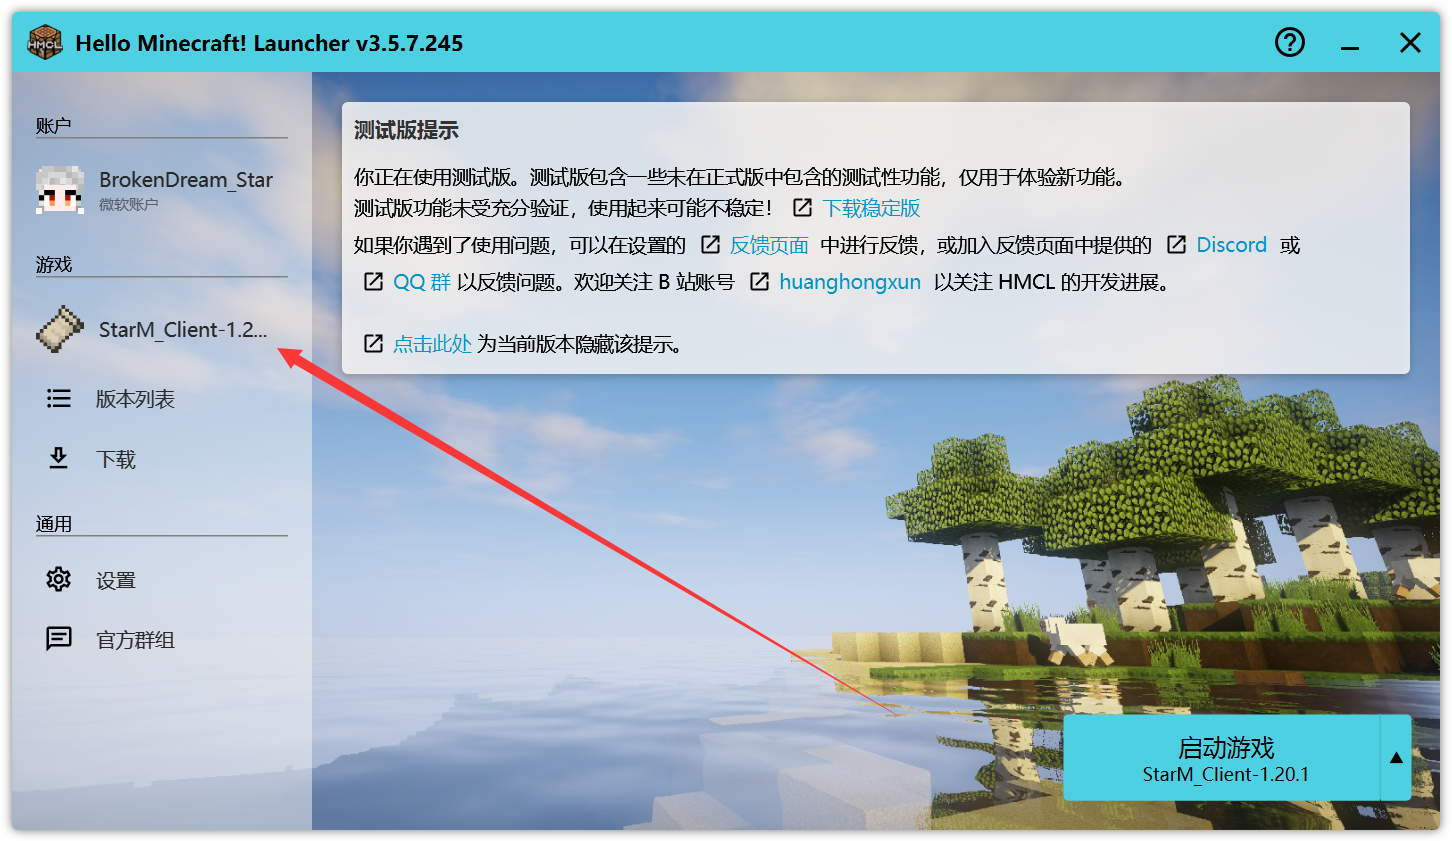 HMCL
Hello Minecraft! Launcher v3.5.7.245
账户
BrokenDream_Star
微软账户
游戏
StarM_Client-1.2...
版本列表
下载
通用
设置
官方群组
测试版提示
你正在使用测试版。测试版包含一些未在正式版中包含的测试性功能，仅用于体验新功能。
测试版功能未受充分验证，使用起来可能不稳定！ 下载稳定版
如果你遇到了使用问题，可以在设置的 反馈页面 中进行反馈，或加入反馈页面中提供的 Discord 或
QQ 群 以反馈问题。欢迎关注 B 站账号 huanghongxun 以关注 HMCL 的开发进展。
点击此处 为当前版本隐藏该提示。
启动游戏
StarM_Client-1.20.1